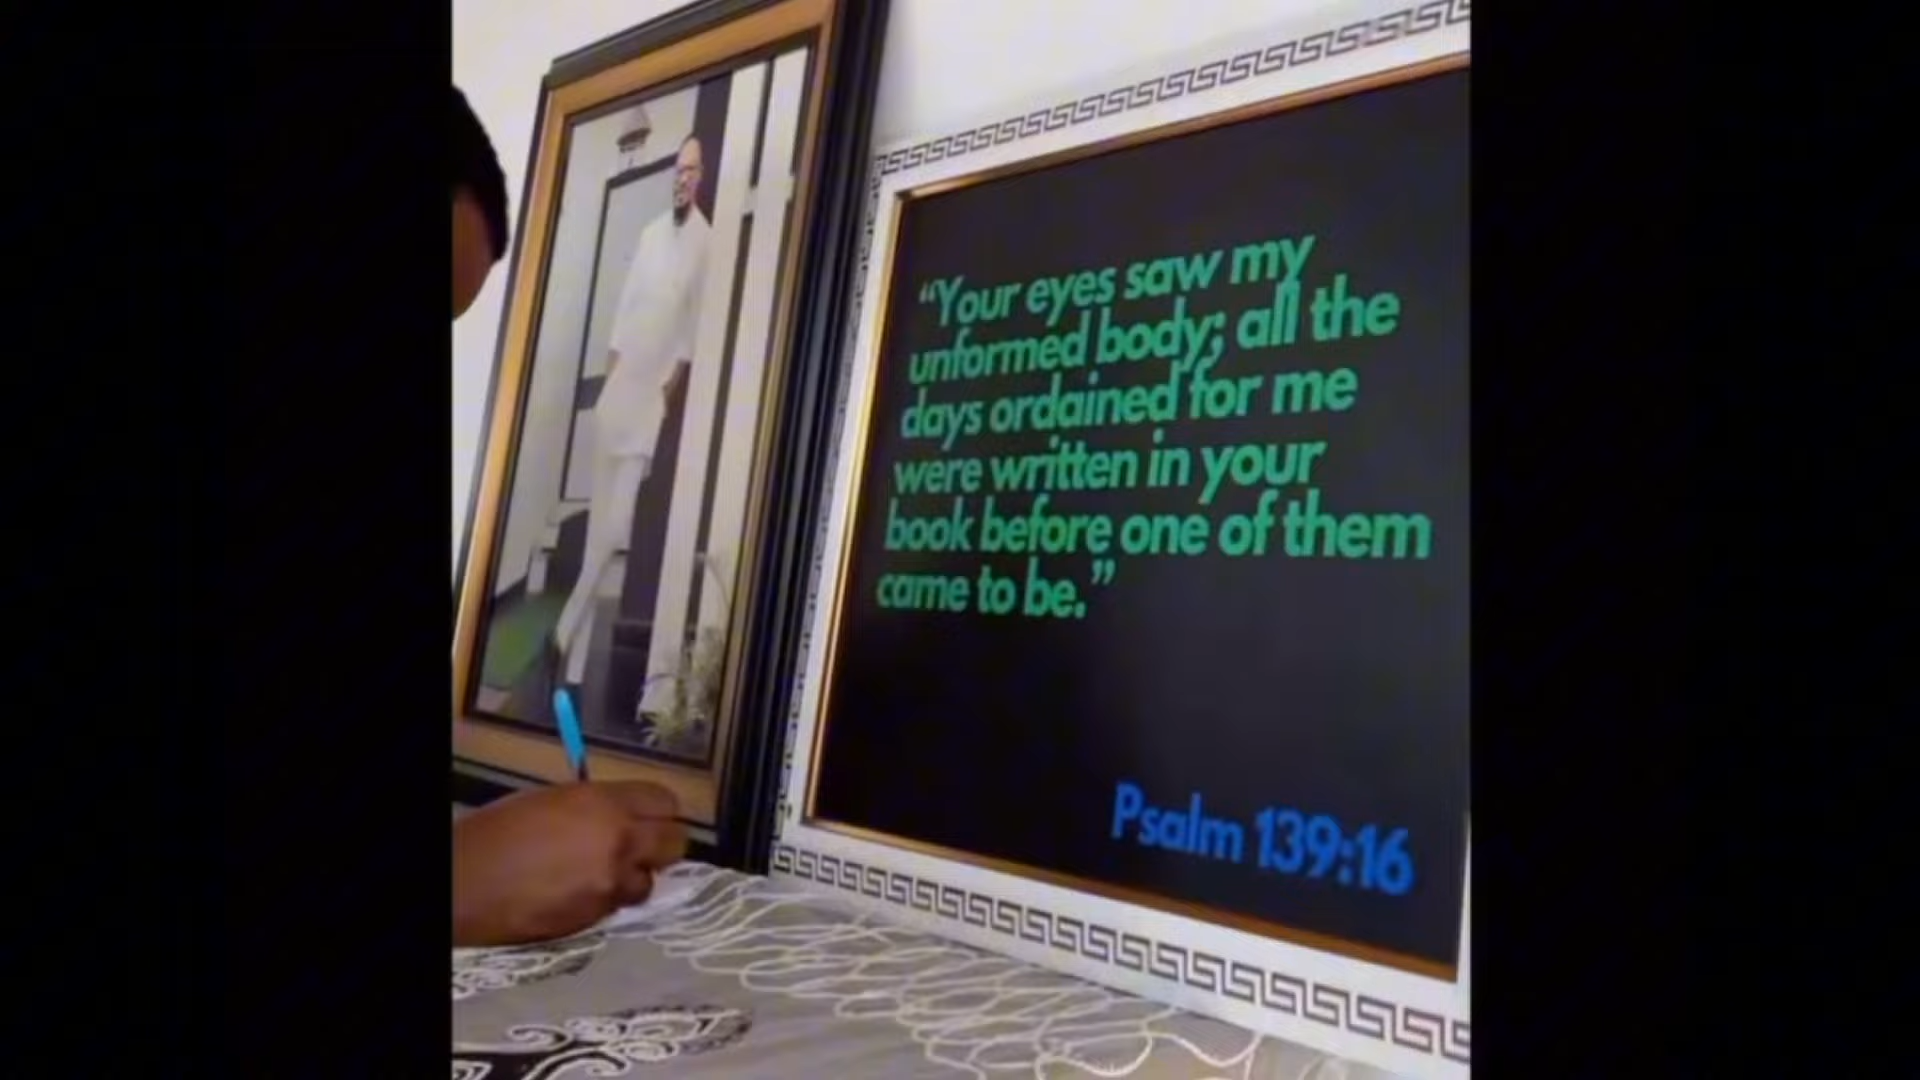 “Your eyes saw my
unformed body; all the
days ordained for me
were written in your
book before one of them
came to be.”
Psalm 139:16